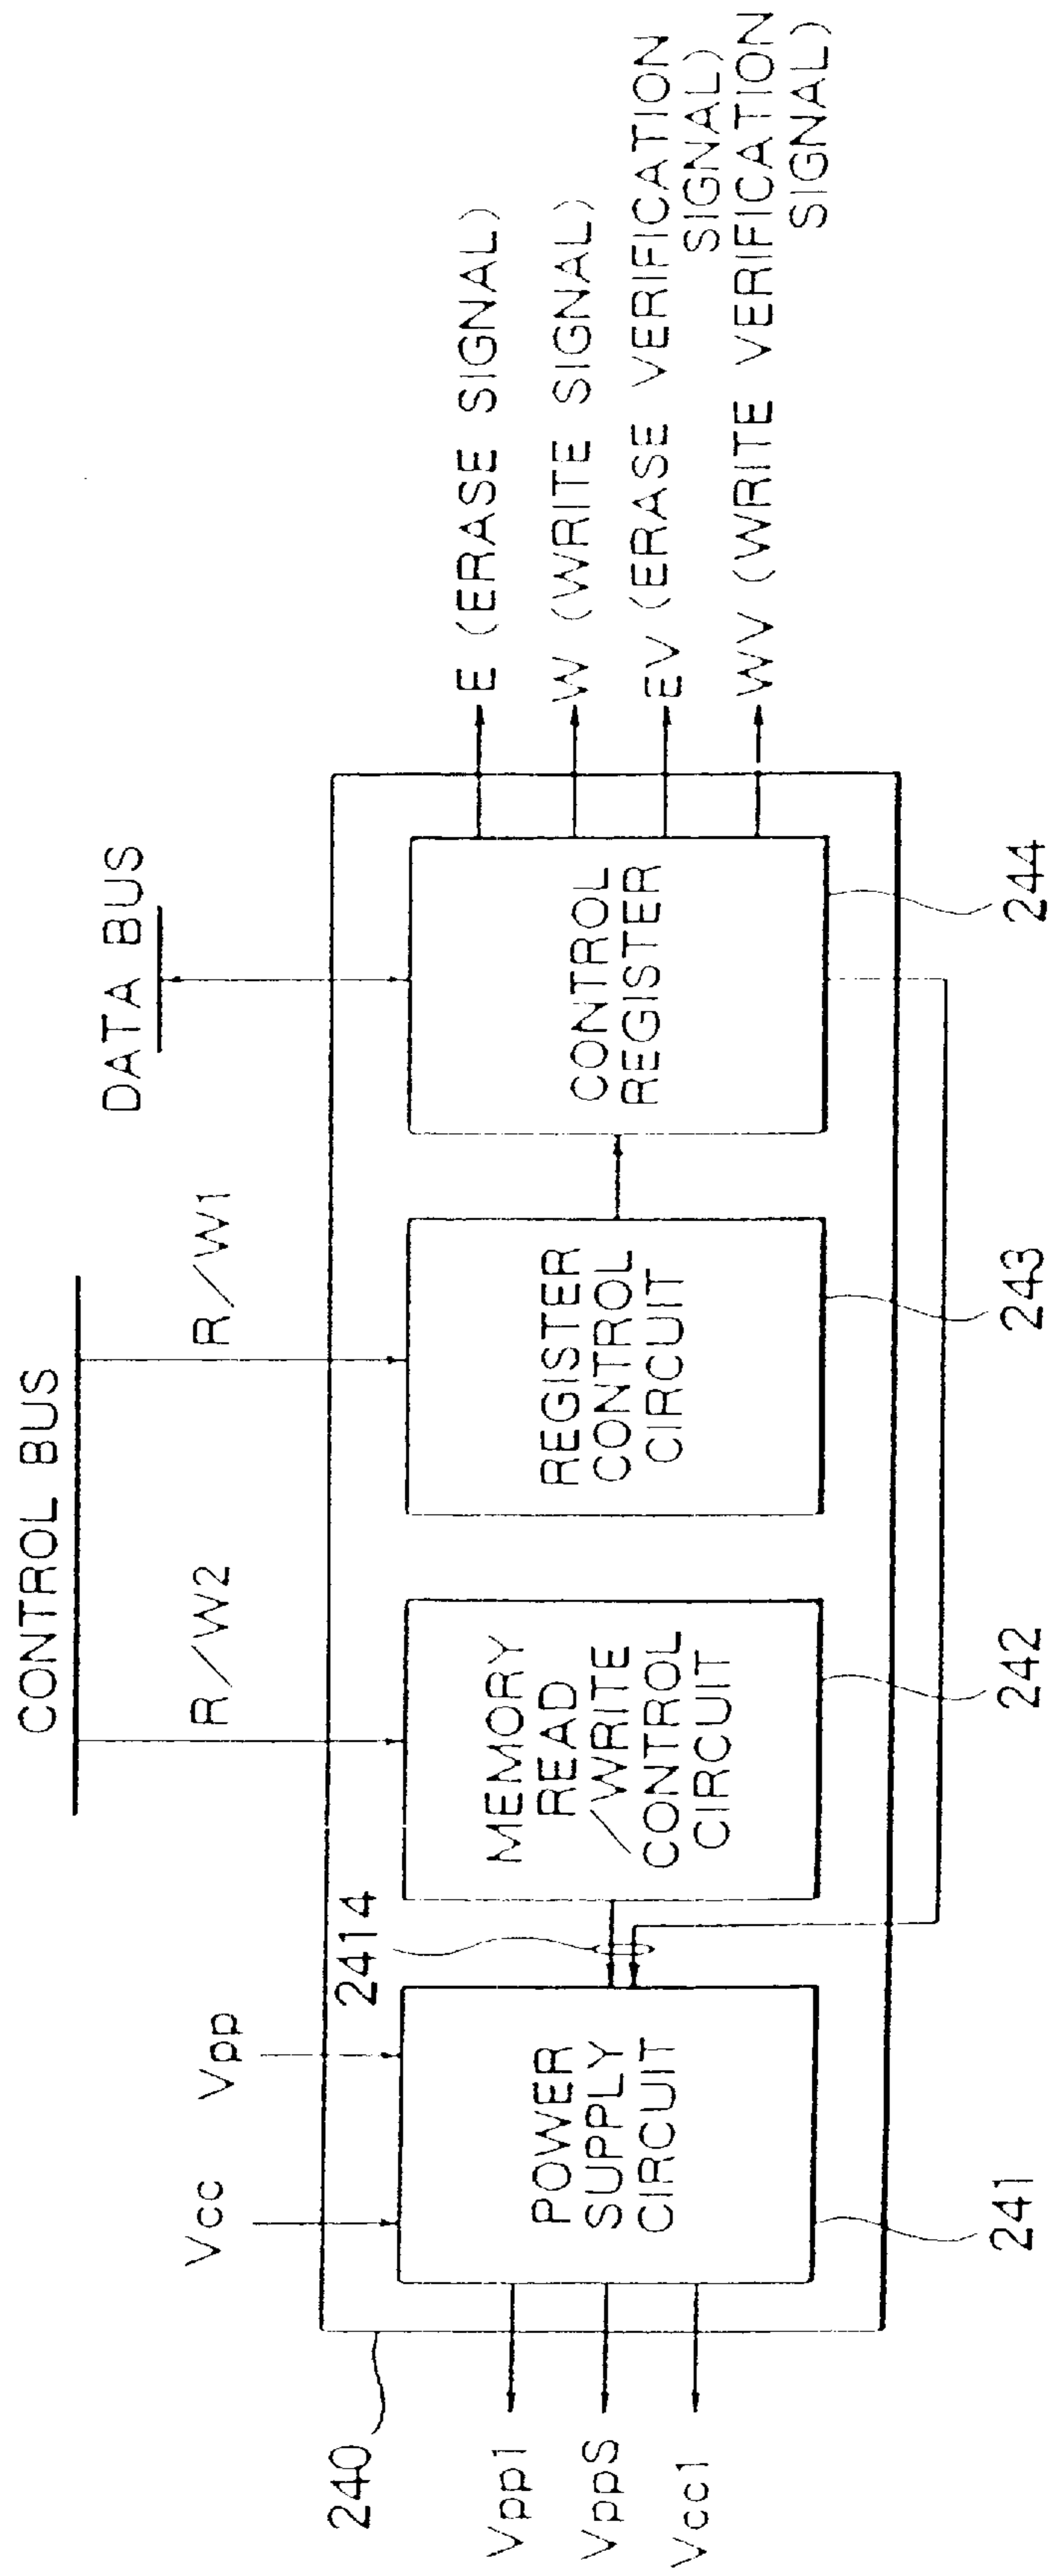 CONTROL BUS
DATA BUS
R/W2
R/W1
Vcc
Vpp
2414
240
POWER
SUPPLY
CIRCUIT
MEMORY
READ
/WRITE
CONTROL
CIRCUIT
REGISTER
CONTROL
CIRCUIT
CONTROL
REGISTER
E (ERASE SIGNAL)
W (WRITE SIGNAL)
EV (ERASE VERIFICATION
SIGNAL)
WV (WRITE VERIFICATION
SIGNAL)
Vpp1
VppS
Vcc1
241
242
243
244